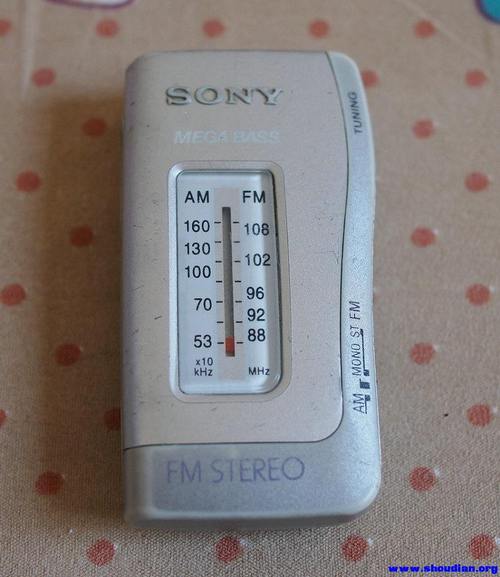 SONY
MEGA BASS
TUNING
AM FM
160 108
130 102
100
70 96
92
53 88
x10
kHz MHz
AM MONO ST FM
FM STEREO
www.shoudian.org